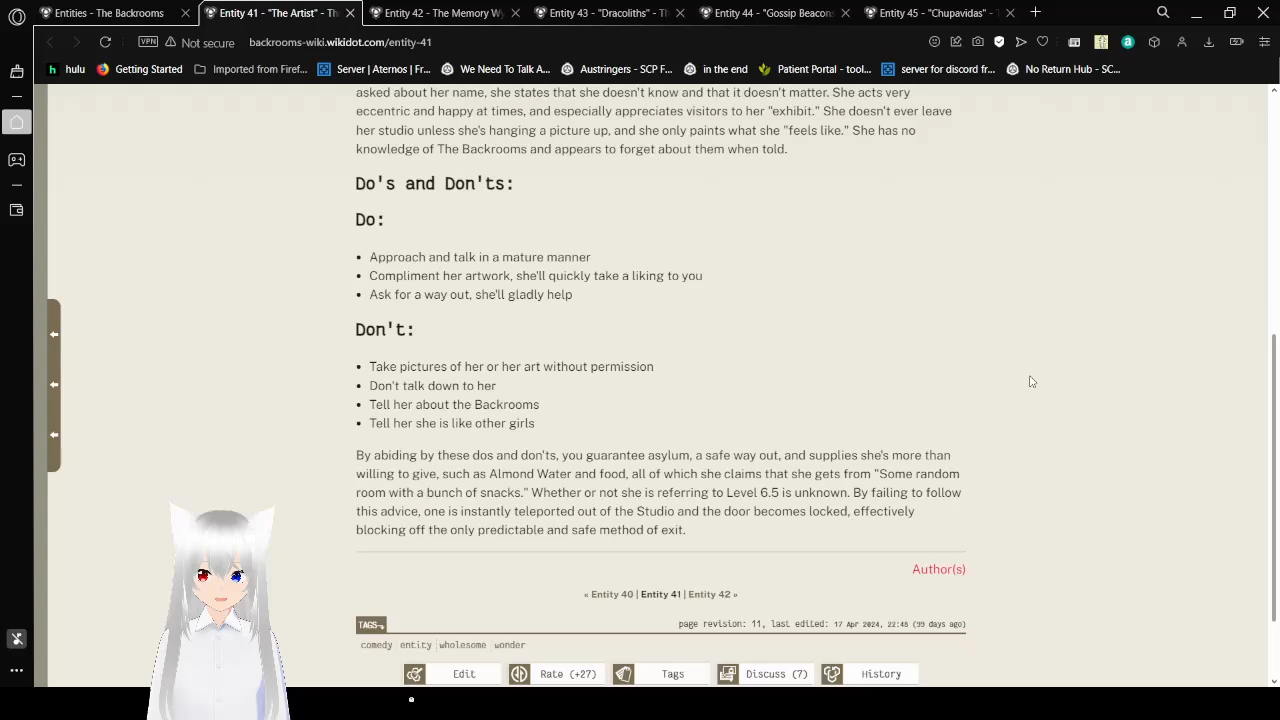 Entities - The Backrooms
Entity 41 - "The Artist" - Th
Entity 42 - The Memory Wy
Entity 43 - "Dracoliths" - Th
Entity 44 - "Gossip Beacons
Entity 45 - "Chupavidas" - T
VPN
Not secure
backrooms-wiki.wikidot.com/entity-41
hulu
Getting Started
Imported from Firef...
Server | Aternos | Fr...
We Need To Talk A...
Austringers - SCP F...
in the end
Patient Portal - tool...
server for discord fr...
No Return Hub - SC...
asked about her name, she states that she doesn't know and that it doesn't matter. She acts very
eccentric and happy at times, and especially appreciates visitors to her "exhibit." She doesn't ever leave
her studio unless she's hanging a picture up, and she only paints what she "feels like." She has no
knowledge of The Backrooms and appears to forget about them when told.
Do's and Don'ts:
Do:
• Approach and talk in a mature manner
• Compliment her artwork, she'll quickly take a liking to you
• Ask for a way out, she'll gladly help
Don't:
• Take pictures of her or her art without permission
• Don't talk down to her
• Tell her about the Backrooms
• Tell her she is like other girls
By abiding by these dos and don'ts, you guarantee asylum, a safe way out, and supplies she's more than
willing to give, such as Almond Water and food, all of which she claims that she gets from "Some random
room with a bunch of snacks." Whether or not she is referring to Level 6.5 is unknown. By failing to follow
this advice, one is instantly teleported out of the Studio and the door becomes locked, effectively
blocking off the only predictable and safe method of exit.
Author(s)
« Entity 40 | Entity 41 | Entity 42 »
TAGS
page revision: 11, last edited: 17 Apr 2024, 22:46 (99 days ago)
comedy entity wholesome wonder
Edit
Rate (+27)
Tags
Discuss (7)
History